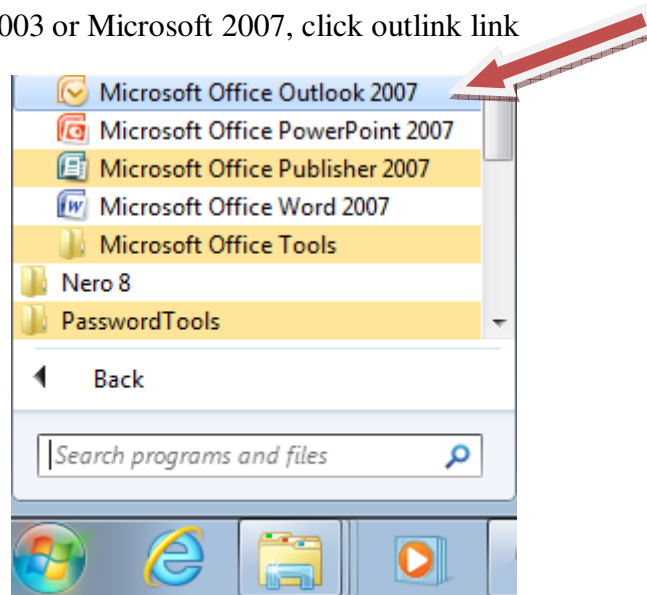 003 or Microsoft 2007, click outlink link
Microsoft Office Outlook 2007
Microsoft Office PowerPoint 2007
Microsoft Office Publisher 2007
Microsoft Office Word 2007
Microsoft Office Tools
Nero 8
PasswordTools
Back
Search programs and files